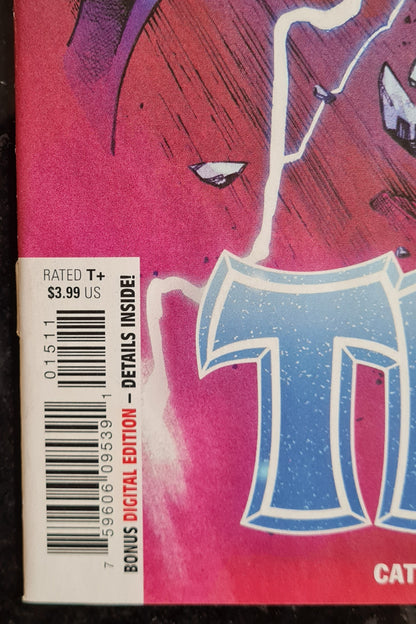 RATED T+
$3.99 US
01511
7 59606 09539 1
BONUS DIGITAL EDITION – DETAILS INSIDE!
T
CAT